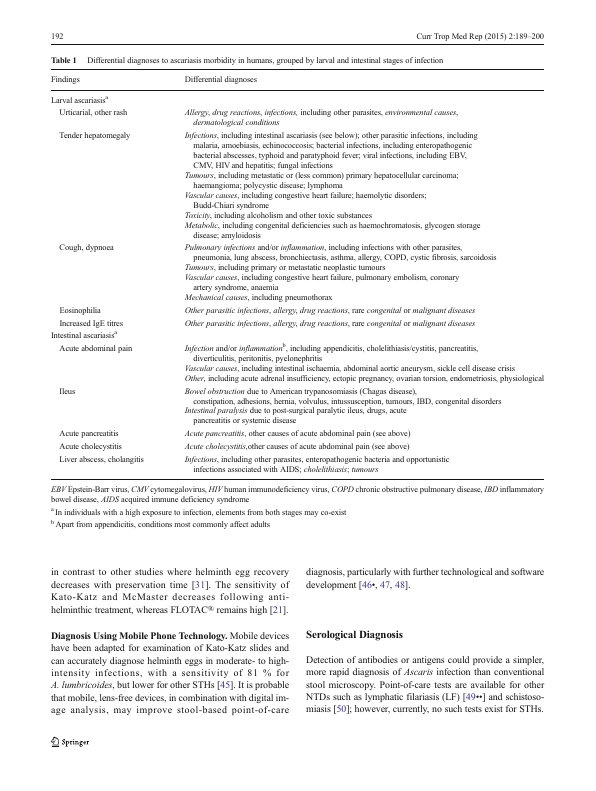 192
Curr Trop Med Rep (2015) 2:189–200
Table 1 Differential diagnoses to ascariasis morbidity in humans, grouped by larval and intestinal stages of infection
Findings
Differential diagnoses
Larval ascariasisa
Urticarial, other rash
Allergy, drug reactions, infections, including other parasites, environmental causes,
dermatological conditions
Tender hepatomegaly
Infections, including intestinal ascariasis (see below); other parasitic infections, including
malaria, amoebiasis, echinococcosis; bacterial infections, including enteropathogenic
bacterial abscesses, typhoid and paratyphoid fever; viral infections, including EBV,
CMV, HIV and hepatitis; fungal infections
Tumours, including metastatic or (less common) primary hepatocellular carcinoma;
haemangioma; polycystic disease; lymphoma
Vascular causes, including congestive heart failure; haemolytic disorders;
Budd-Chiari syndrome
Toxicity, including alcoholism and other toxic substances
Metabolic, including congenital deficiencies such as haemochromatosis, glycogen storage
disease; amyloidosis
Cough, dypnoea
Pulmonary infections and/or inflammation, including infections with other parasites,
pneumonia, lung abscess, bronchiectasis, asthma, allergy, COPD, cystic fibrosis, sarcoidosis
Tumours, including primary or metastatic neoplastic tumours
Vascular causes, including congestive heart failure, pulmonary embolism, coronary
artery syndrome, anaemia
Mechanical causes, including pneumothorax
Eosinophilia
Other parasitic infections, allergy, drug reactions, rare congenital or malignant diseases
Increased IgE titres
Other parasitic infections, allergy, drug reactions, rare congenital or malignant diseases
Intestinal ascariasisa
Acute abdominal pain
Infection and/or inflammationb, including appendicitis, cholelithiasis/cystitis, pancreatitis,
diverticulitis, peritonitis, pyelonephritis
Vascular causes, including intestinal ischaemia, abdominal aortic aneurysm, sickle cell disease crisis
Other, including acute adrenal insufficiency, ectopic pregnancy, ovarian torsion, endometriosis, physiological
Ileus
Bowel obstruction due to American trypanosomiasis (Chagas disease),
constipation, adhesions, hernia, volvulus, intussusception, tumours, IBD, congenital disorders
Intestinal paralysis due to post-surgical paralytic ileus, drugs, acute
pancreatitis or systemic disease
Acute pancreatitis
Acute pancreatitis, other causes of acute abdominal pain (see above)
Acute cholecystitis
Acute cholecystitis,other causes of acute abdominal pain (see above)
Liver abscess, cholangitis
Infections, including other parasites, enteropathogenic bacteria and opportunistic
infections associated with AIDS; cholelithiasis; tumours
EBV Epstein-Barr virus, CMV cytomegalovirus, HIV human immunodeficiency virus, COPD chronic obstructive pulmonary disease, IBD inflammatory
bowel disease, AIDS acquired immune deficiency syndrome
a In individuals with a high exposure to infection, elements from both stages may co-exist
b Apart from appendicitis, conditions most commonly affect adults
in contrast to other studies where helminth egg recovery
decreases with preservation time [31]. The sensitivity of
Kato-Katz and McMaster decreases following anti-
helminthic treatment, whereas FLOTAC® remains high [21].
Diagnosis Using Mobile Phone Technology. Mobile devices
have been adapted for examination of Kato-Katz slides and
can accurately diagnose helminth eggs in moderate- to high-
intensity infections, with a sensitivity of 81 % for
A. lumbricoides, but lower for other STHs [45]. It is probable
that mobile, lens-free devices, in combination with digital im-
age analysis, may improve stool-based point-of-care
diagnosis, particularly with further technological and software
development [46•, 47, 48].
Serological Diagnosis
Detection of antibodies or antigens could provide a simpler,
more rapid diagnosis of Ascaris infection than conventional
stool microscopy. Point-of-care tests are available for other
NTDs such as lymphatic filariasis (LF) [49••] and schistoso-
miasis [50]; however, currently, no such tests exist for STHs.
Springer